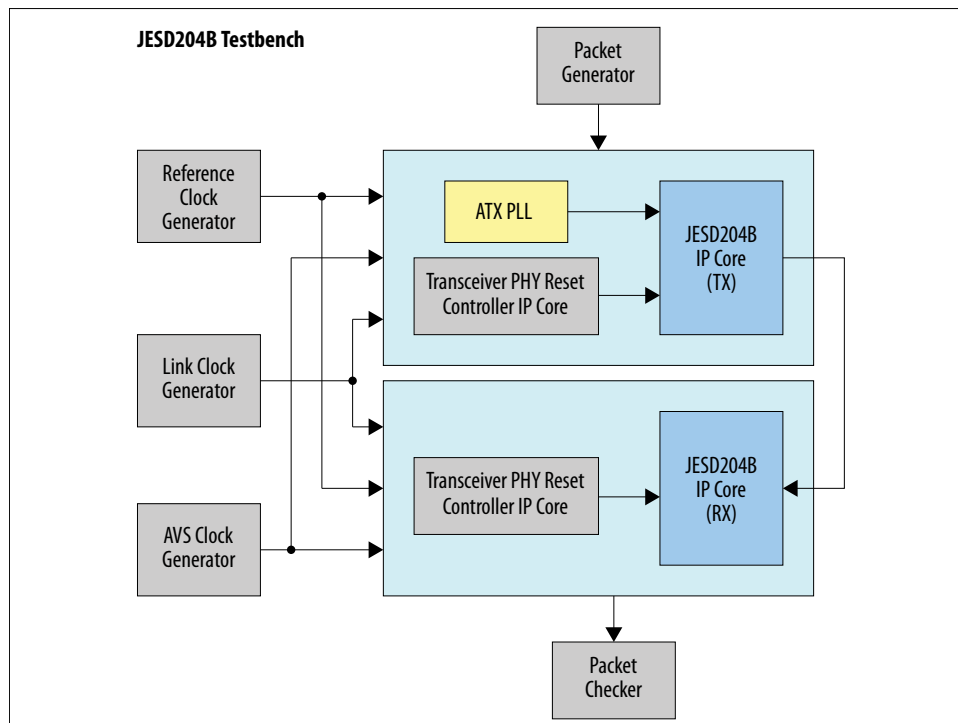 JESD204B Testbench
Packet
Generator
Reference
Clock
Generator
ATX PLL
JESD204B
IP Core
(TX)
Transceiver PHY Reset
Controller IP Core
Link Clock
Generator
Transceiver PHY Reset
Controller IP Core
JESD204B
IP Core
(RX)
AVS Clock
Generator
Packet
Checker